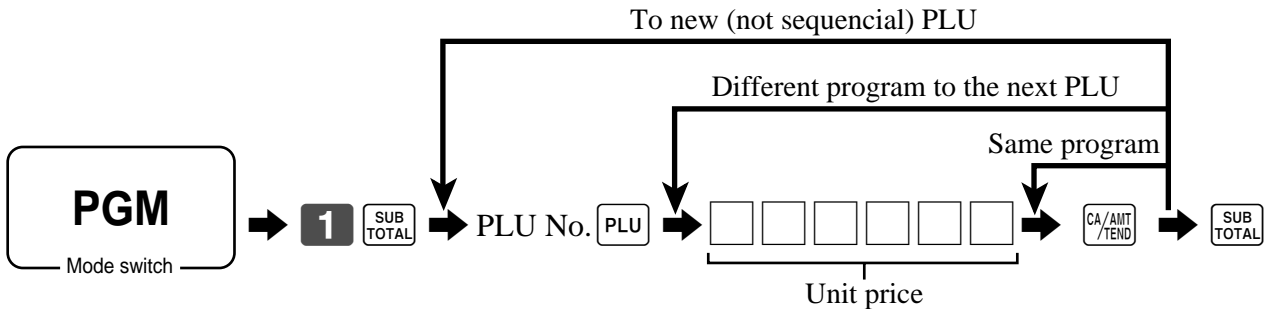 To new (not sequencial) PLU
Different program to the next PLU
Same program
PGM
Mode switch
1 SUB TOTAL PLU No. PLU CA/AMT /TEND SUB TOTAL
Unit price